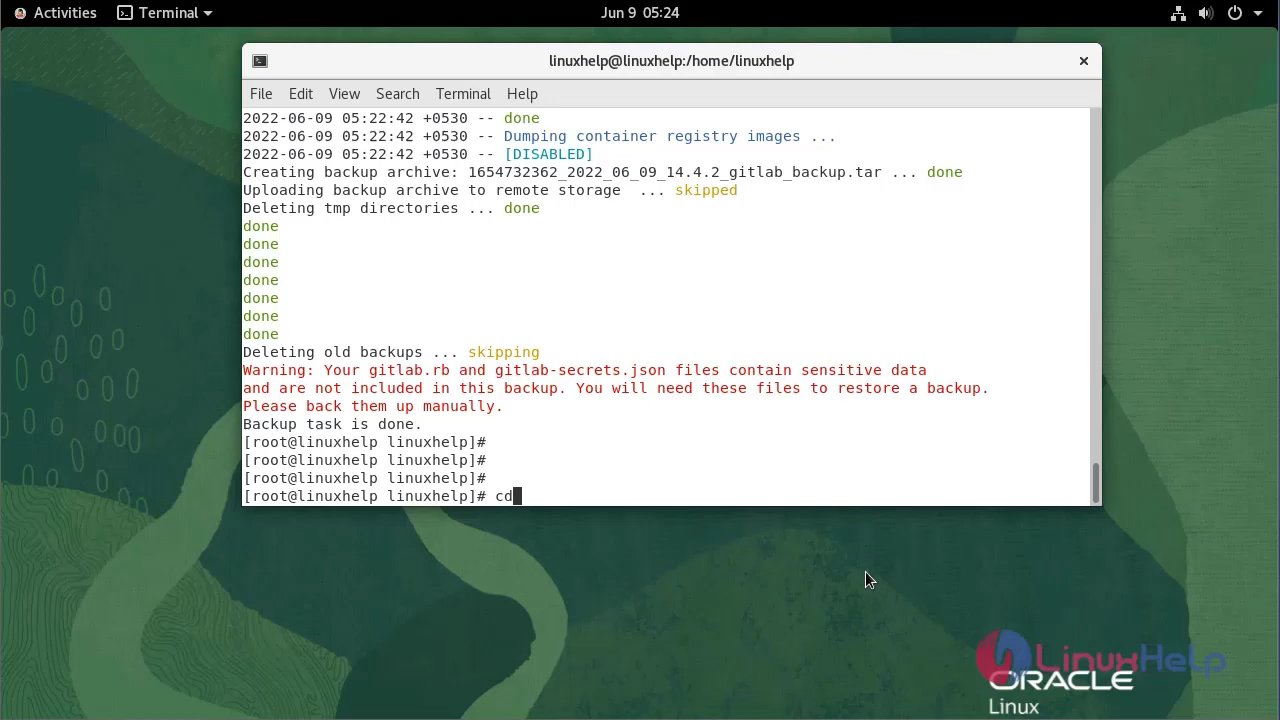 Activities Terminal Jun 9 05:24
linuxhelp@linuxhelp:/home/linuxhelp
File Edit View Search Terminal Help
2022-06-09 05:22:42 +0530 -- done
2022-06-09 05:22:42 +0530 -- Dumping container registry images ...
2022-06-09 05:22:42 +0530 -- [DISABLED]
Creating backup archive: 1654732362_2022_06_09_14.4.2_gitlab_backup.tar ... done
Uploading backup archive to remote storage  ... skipped
Deleting tmp directories ... done
done
done
done
done
done
done
done
Deleting old backups ... skipping
Warning: Your gitlab.rb and gitlab-secrets.json files contain sensitive data
and are not included in this backup. You will need these files to restore a backup.
Please back them up manually.
Backup task is done.
[root@linuxhelp linuxhelp]#
[root@linuxhelp linuxhelp]#
[root@linuxhelp linuxhelp]#
[root@linuxhelp linuxhelp]# cd
LinuxHelp
ORACLE
Linux